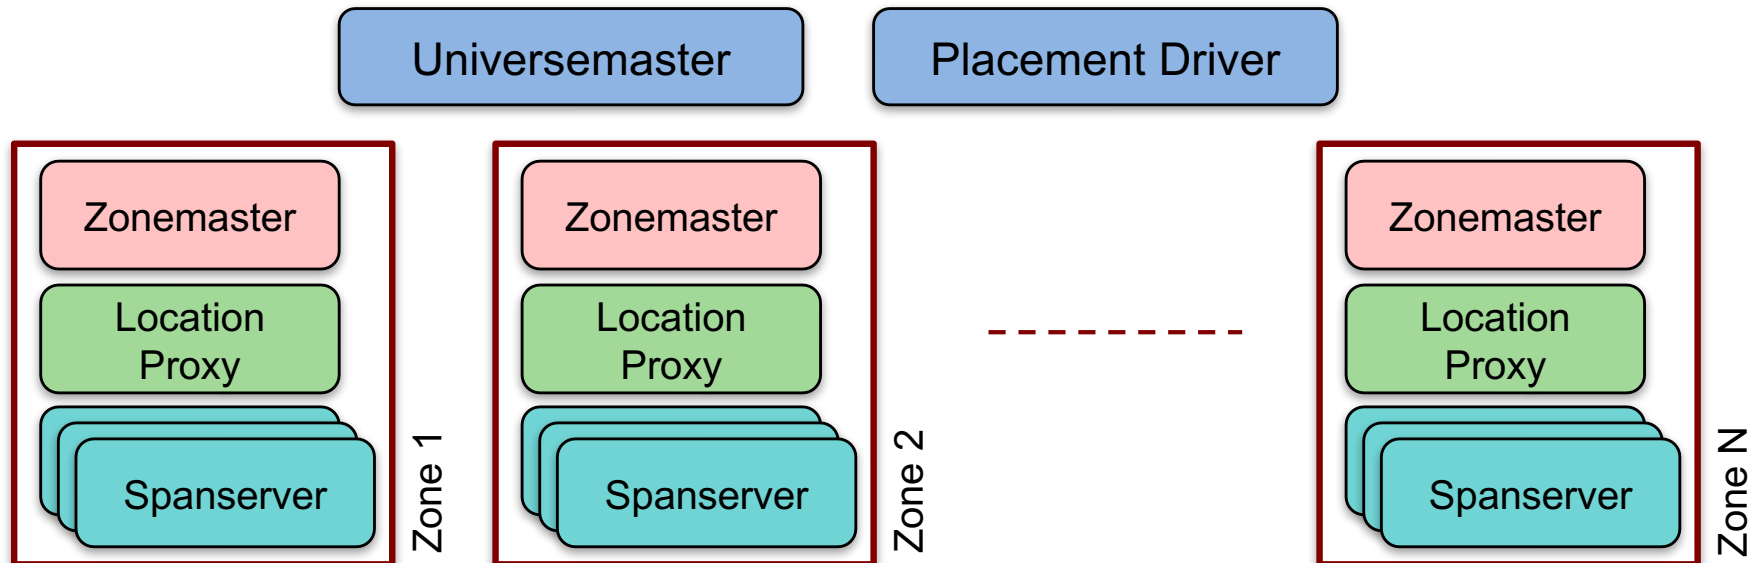 Universemaster
Placement Driver
Zonemaster
Location
Proxy
Spanserver
Zone 1
Zonemaster
Location
Proxy
Spanserver
Zone 2
Zonemaster
Location
Proxy
Spanserver
Zone N